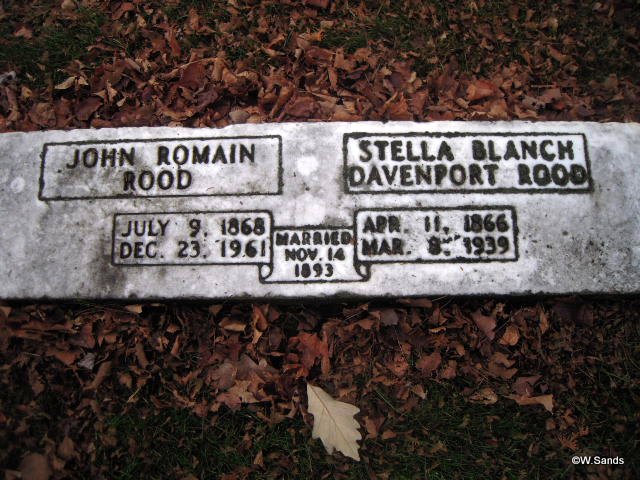 JOHN ROMAIN
ROOD
JULY 9, 1868
DEC. 23, 1961
MARRIED
NOV. 14
1893
STELLA BLANCH
DAVENPORT ROOD
APR. 11, 1866
MAR. 8, 1939
©W.Sands